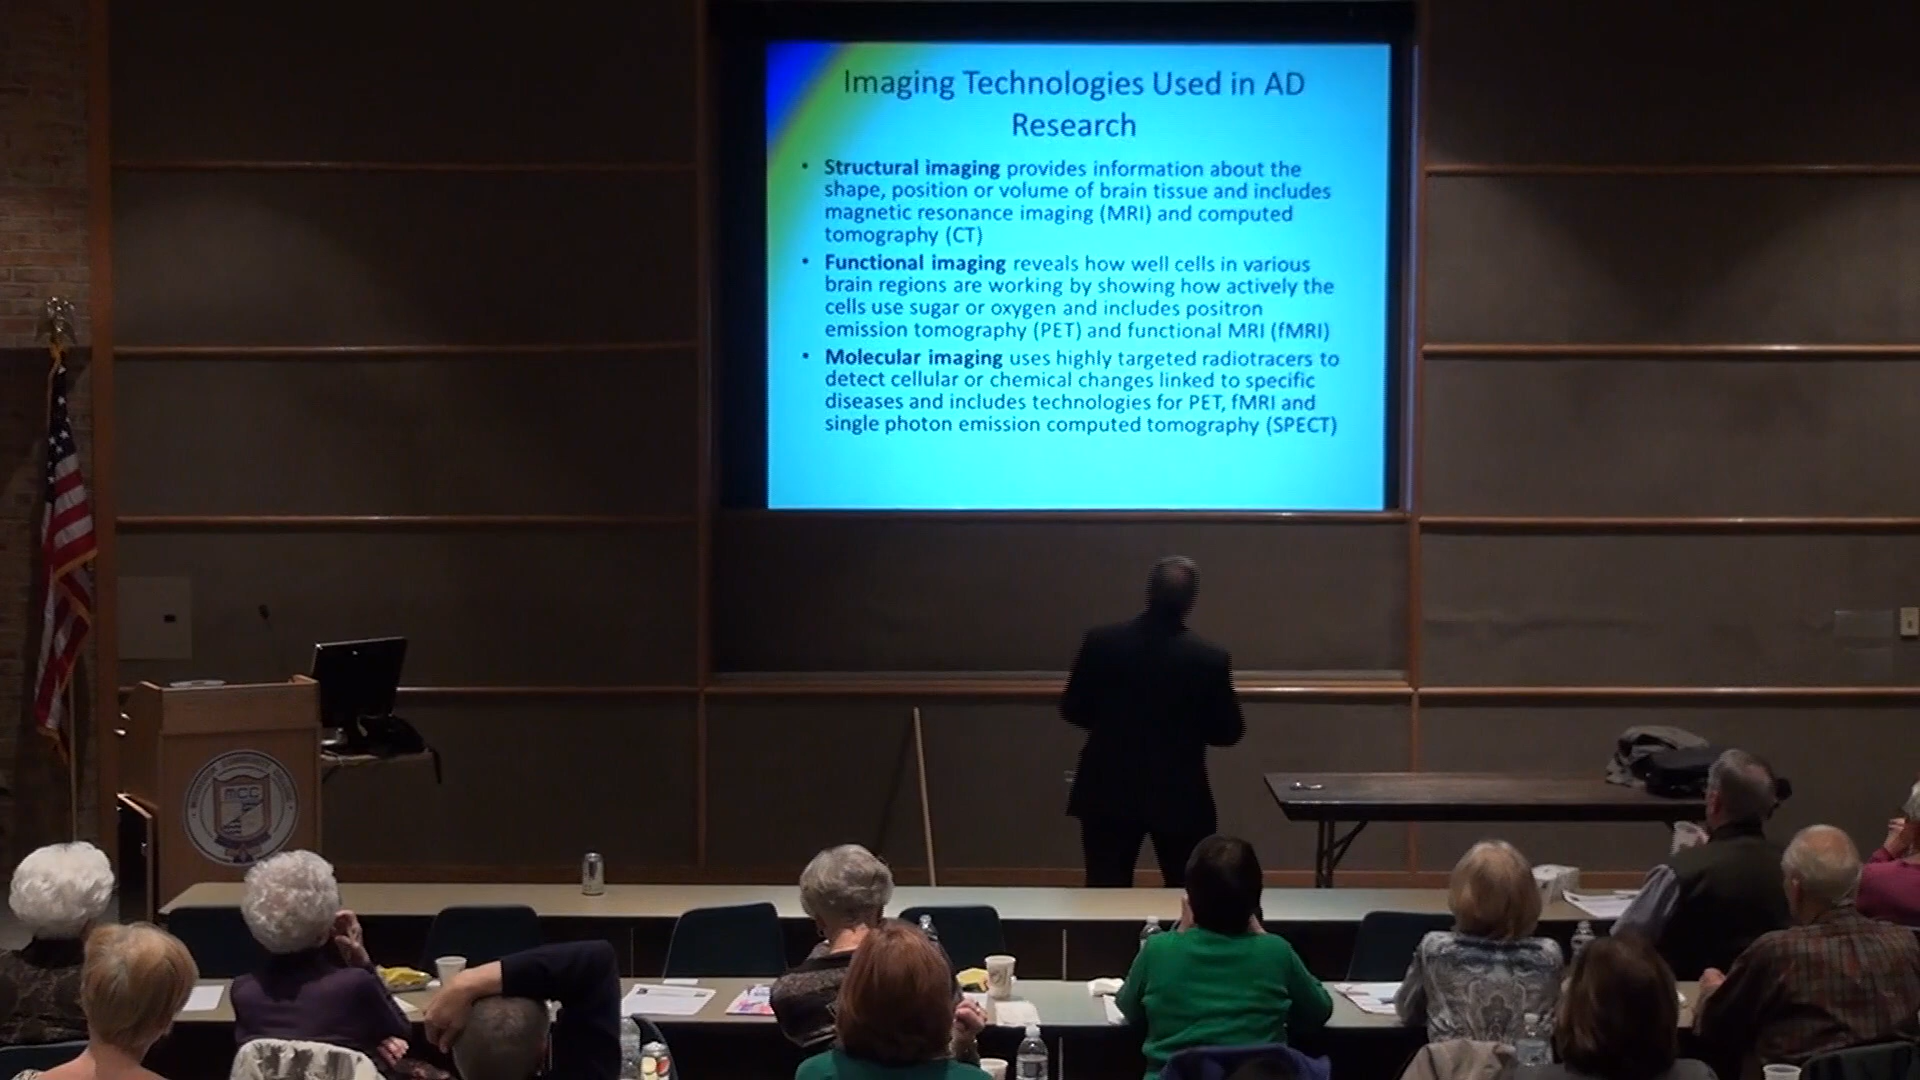 Imaging Technologies Used in AD
Research
• Structural imaging provides information about the
shape, position or volume of brain tissue and includes
magnetic resonance imaging (MRI) and computed
tomography (CT)
• Functional imaging reveals how well cells in various
brain regions are working by showing how actively the
cells use sugar or oxygen and includes positron
emission tomography (PET) and functional MRI (fMRI)
• Molecular imaging uses highly targeted radiotracers to
detect cellular or chemical changes linked to specific
diseases and includes technologies for PET, fMRI and
single photon emission computed tomography (SPECT)
MCC